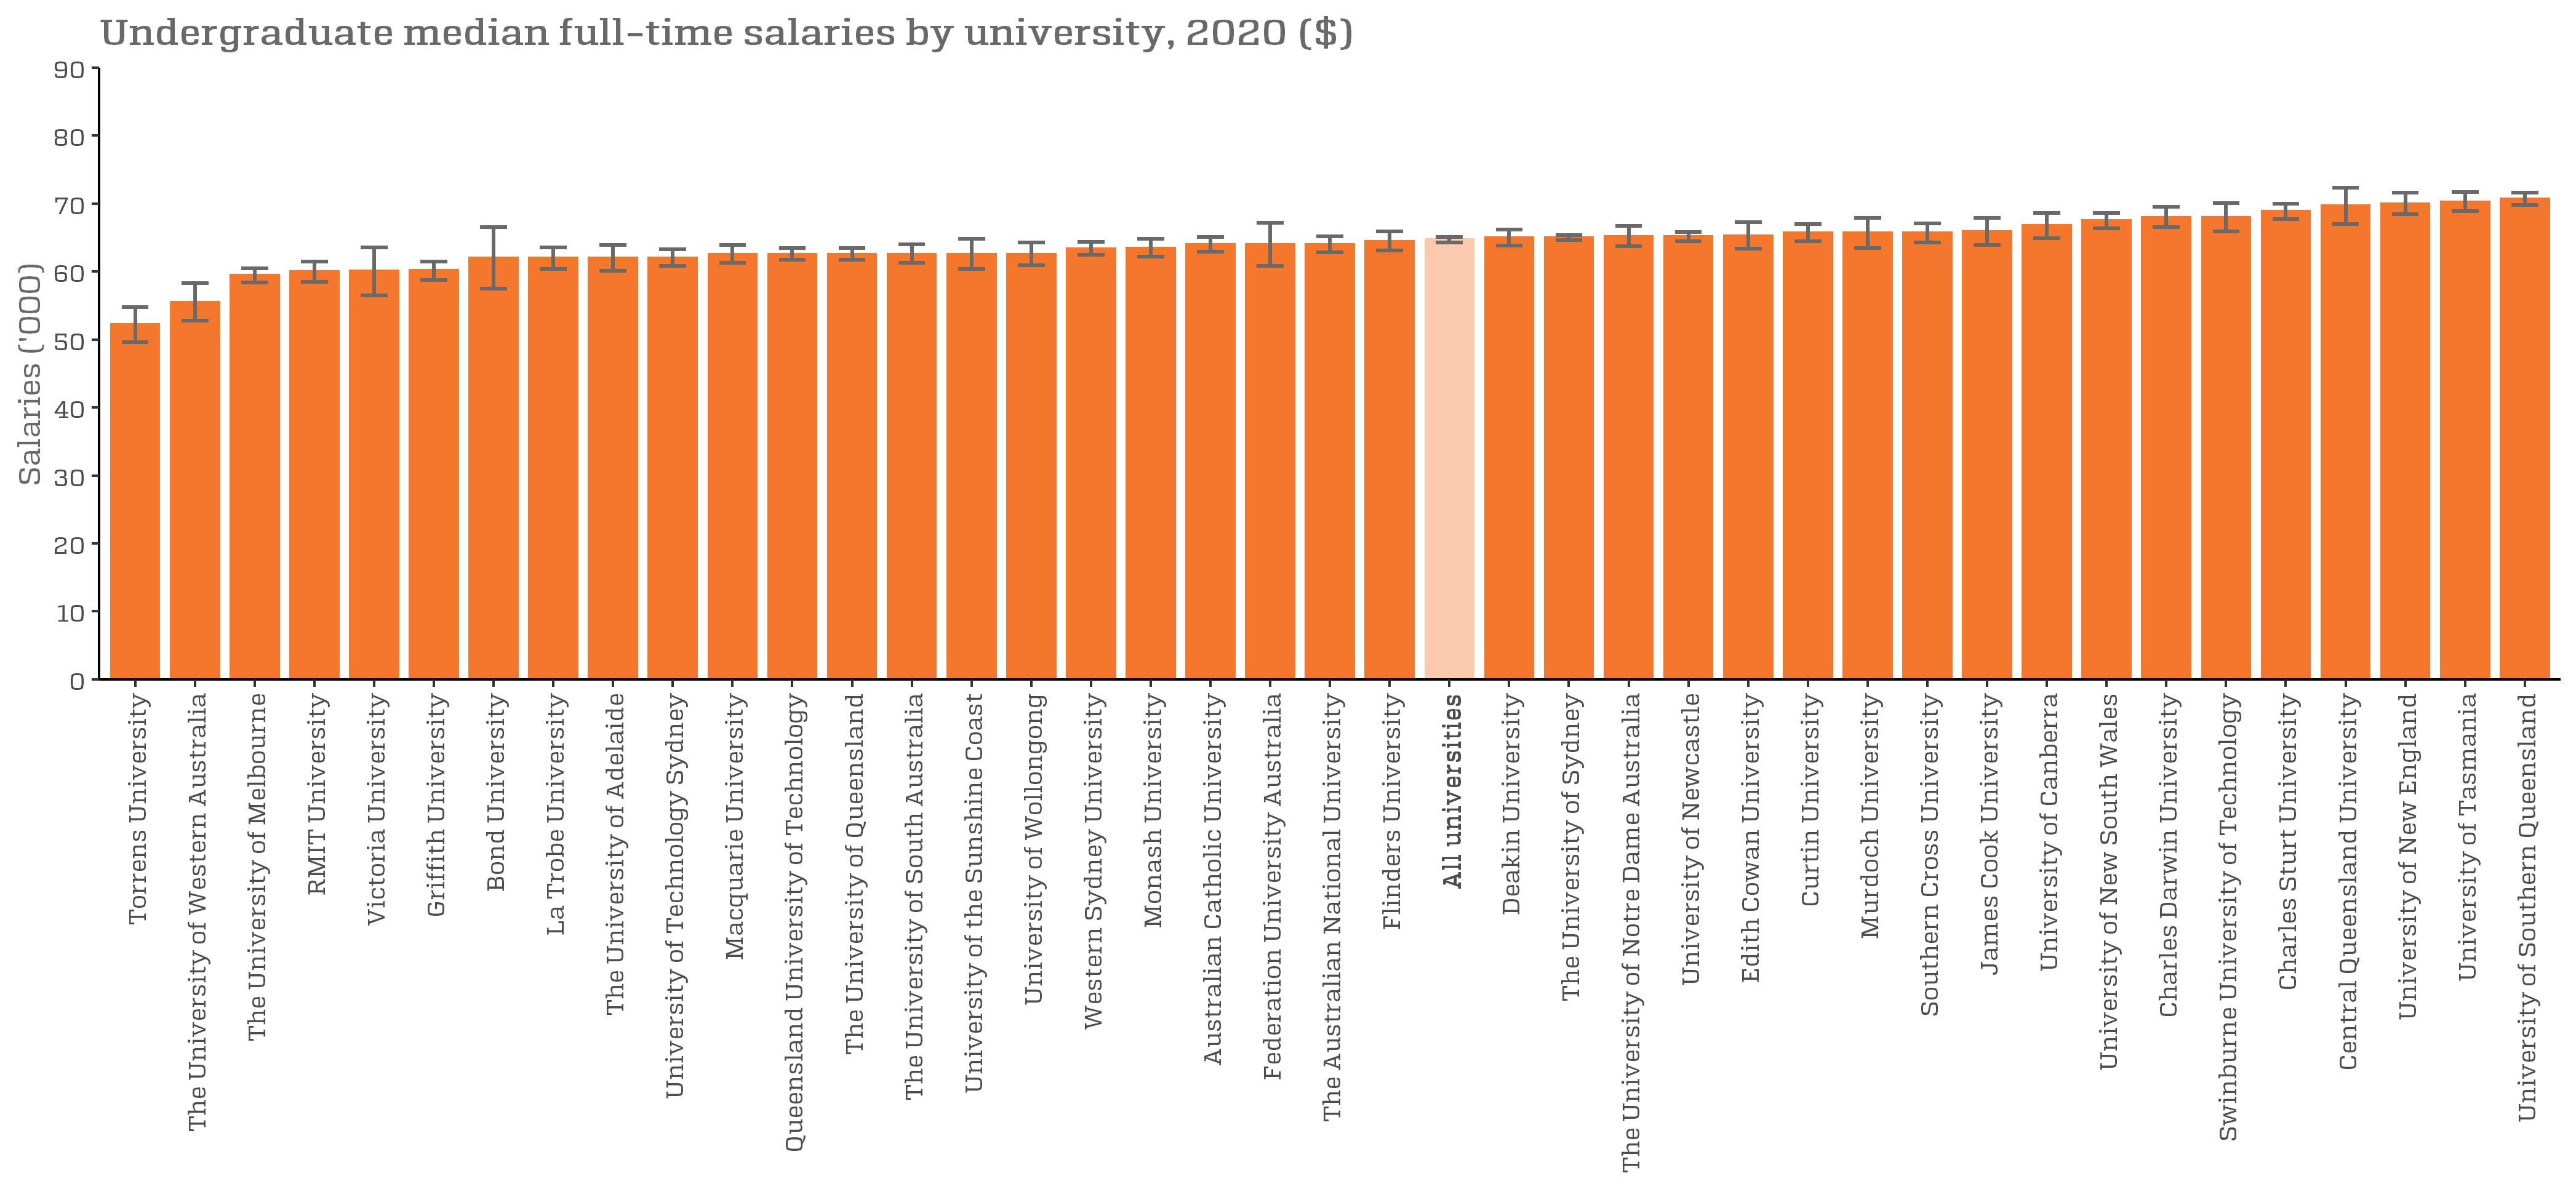 Undergraduate median full-time salaries by university, 2020 ($)
Salaries ('000)
90
80
70
60
50
40
30
20
10
0
Torrens University
The University of Western Australia
The University of Melbourne
RMIT University
Victoria University
Griffith University
Bond University
La Trobe University
The University of Adelaide
University of Technology Sydney
Macquarie University
Queensland University of Technology
The University of Queensland
The University of South Australia
University of the Sunshine Coast
University of Wollongong
Western Sydney University
Monash University
Australian Catholic University
Federation University Australia
The Australian National University
Flinders University
All universities
Deakin University
The University of Sydney
The University of Notre Dame Australia
University of Newcastle
Edith Cowan University
Curtin University
Murdoch University
Southern Cross University
James Cook University
University of Canberra
University of New South Wales
Charles Darwin University
Swinburne University of Technology
Charles Sturt University
Central Queensland University
University of New England
University of Tasmania
University of Southern Queensland